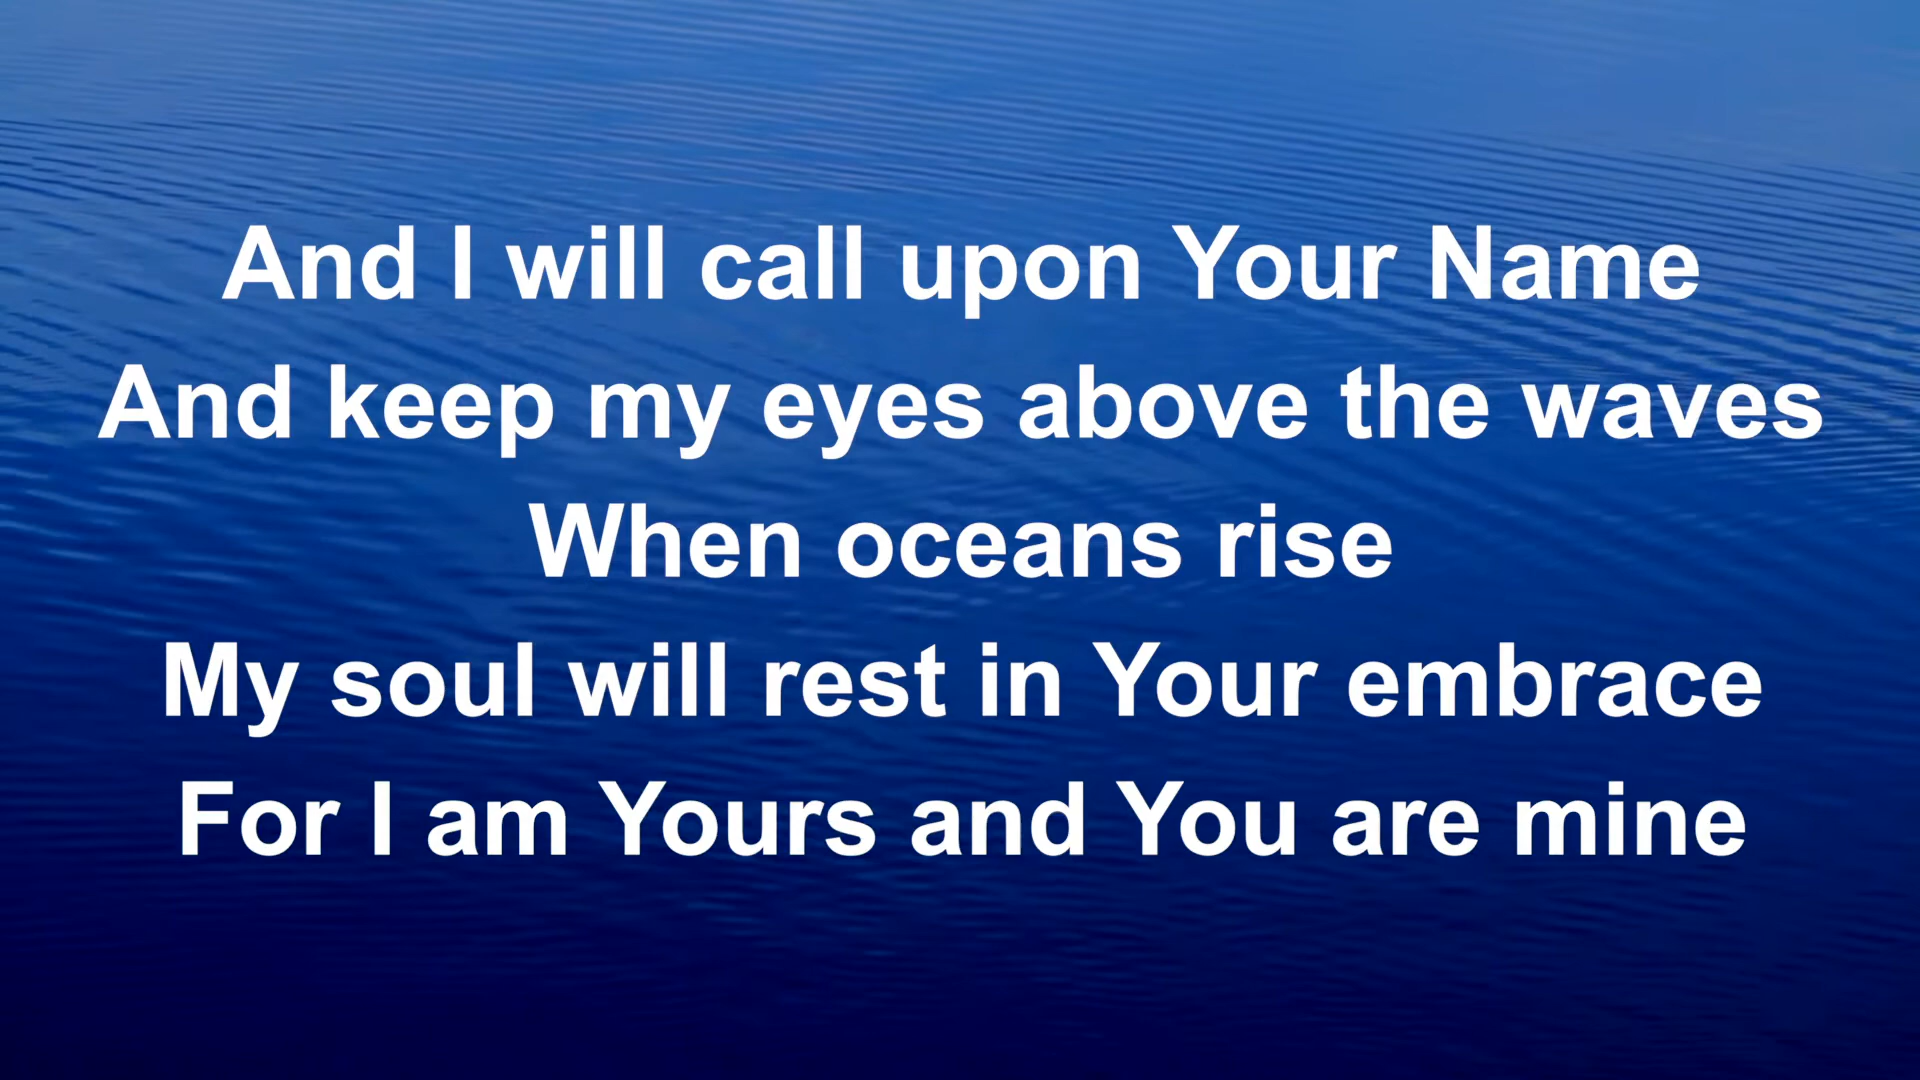 And I will call upon Your Name
And keep my eyes above the waves
When oceans rise
My soul will rest in Your embrace
For I am Yours and You are mine